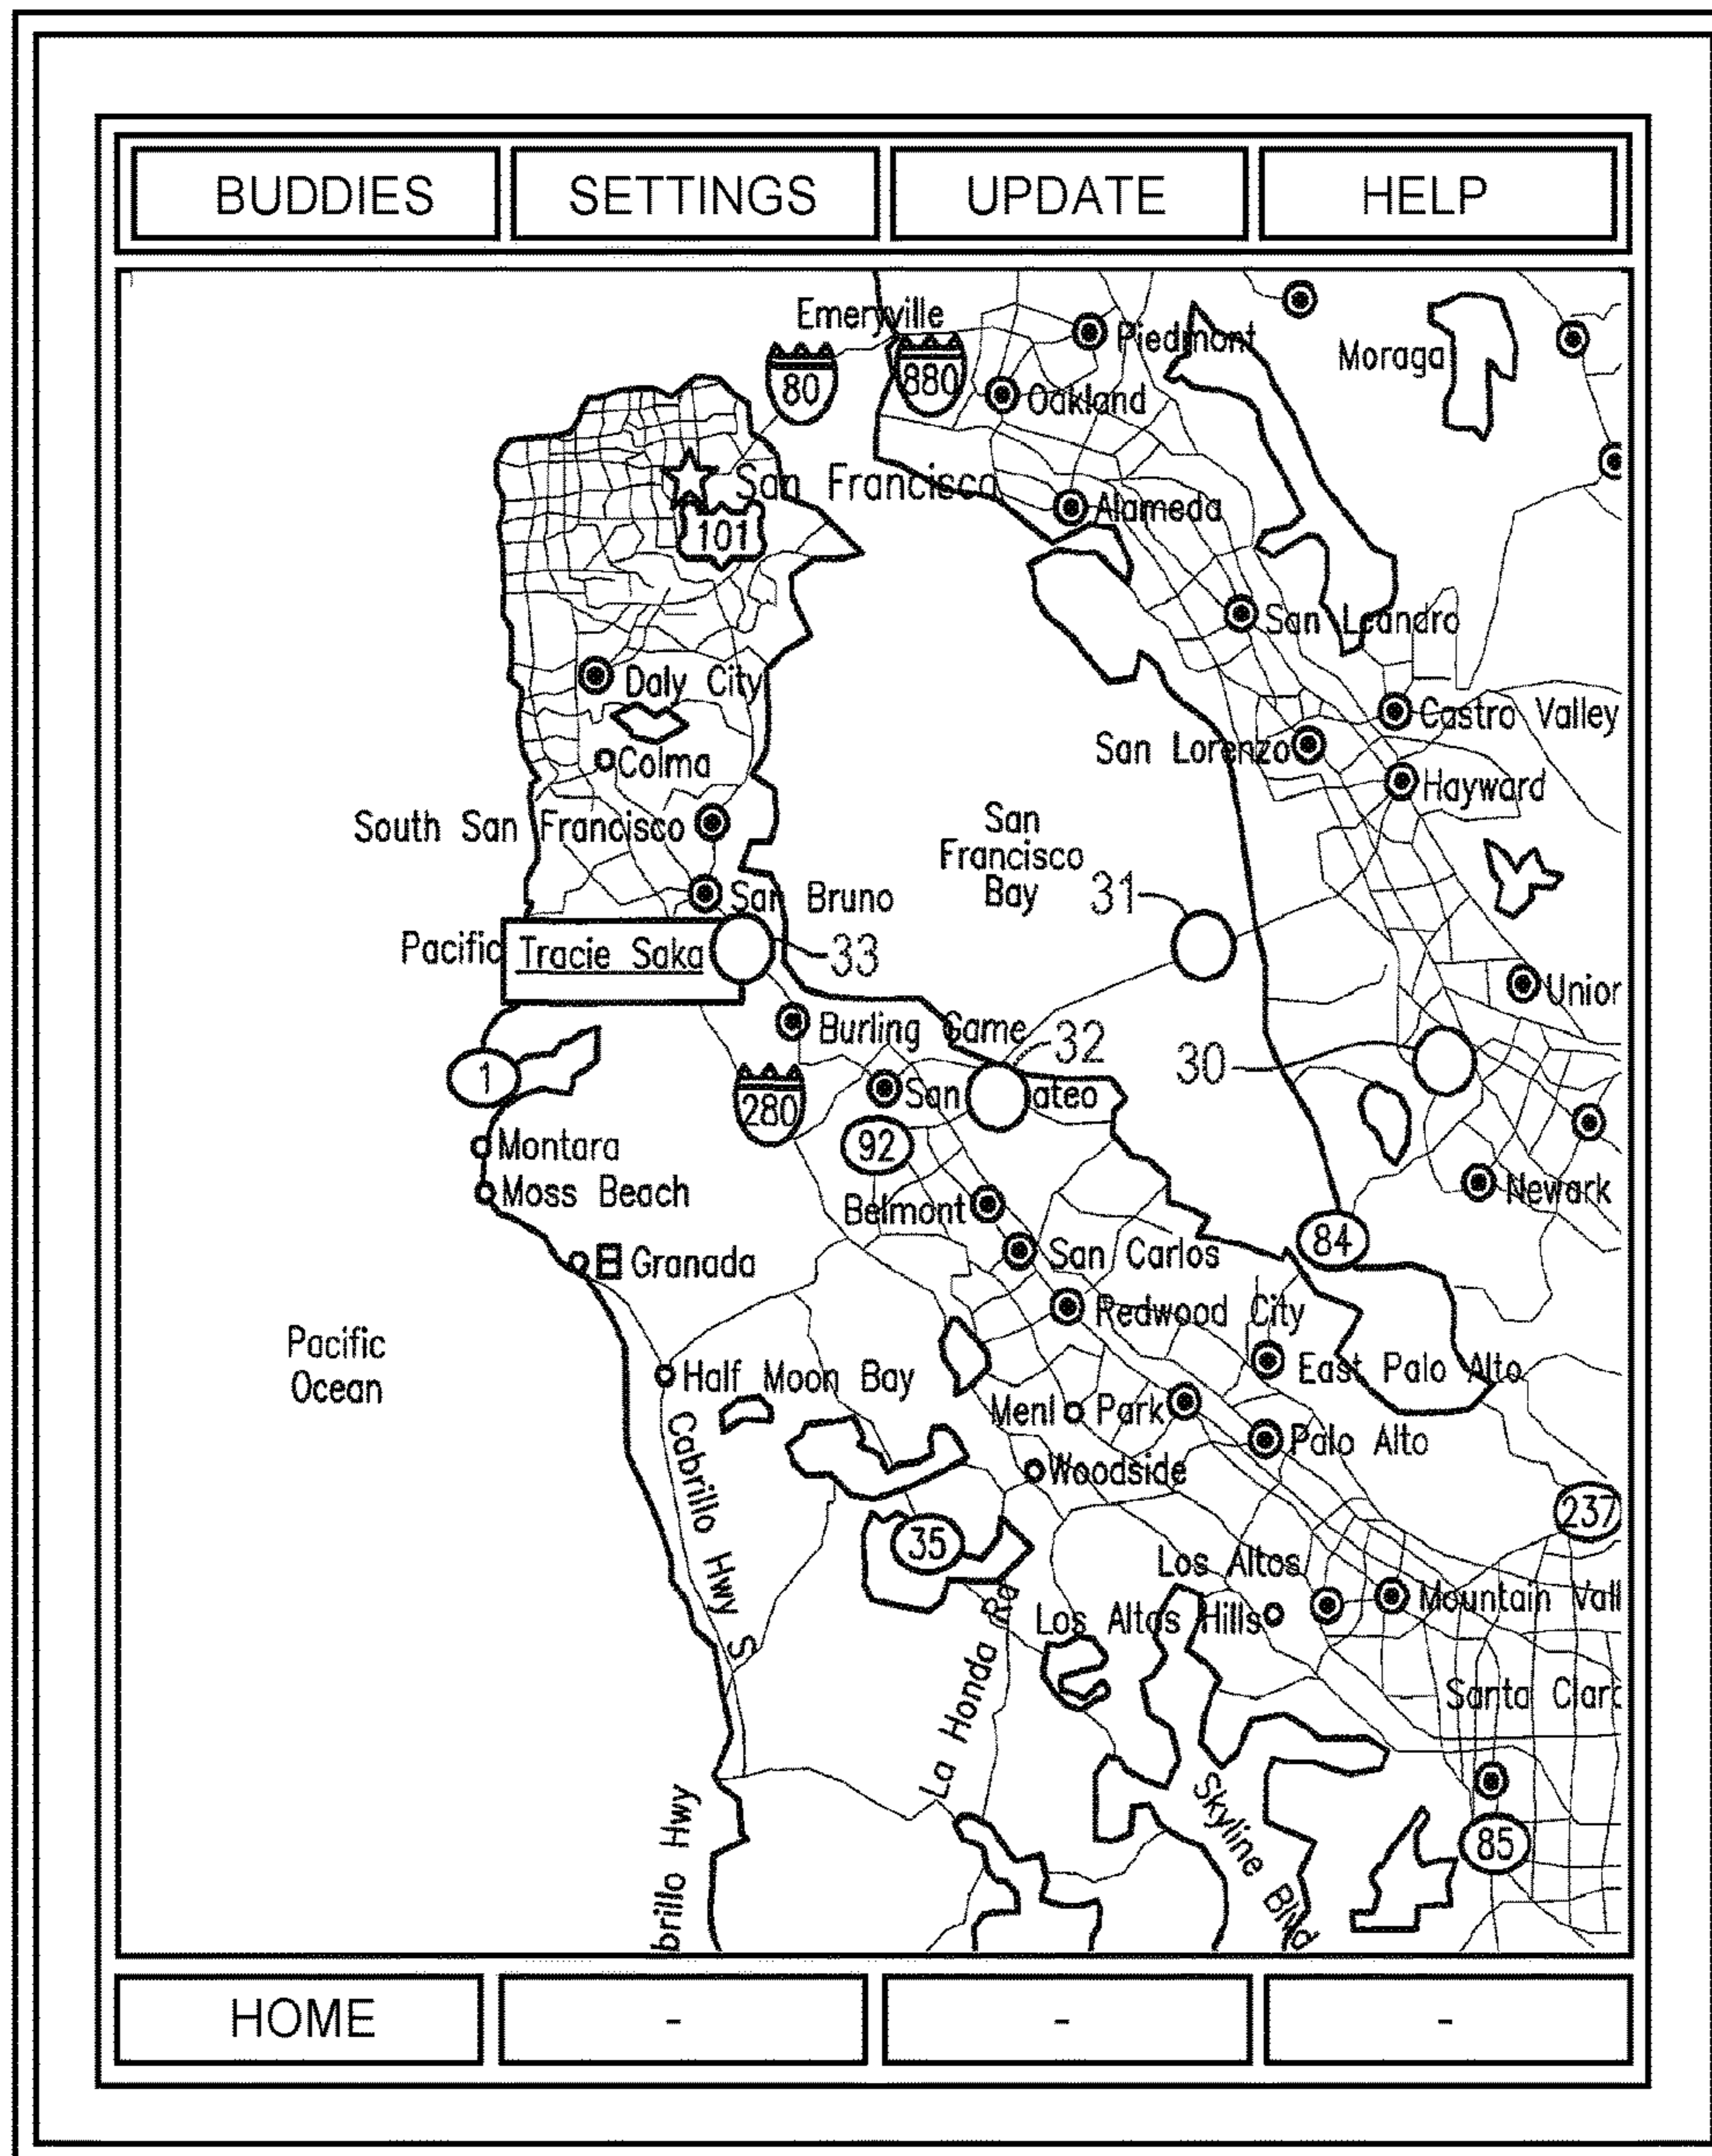 BUDDIES SETTINGS UPDATE HELP
Emeryville
Piedmont
Moraga
80
880
Oakland
San Francisco
Alameda
101
San Leandro
Daly City
Castro Valley
San Lorenzo
Colma
Hayward
South San Francisco
San
Francisco
Bay
31
San Bruno
Pacific
Tracie Saka
33
Union
Burling Game
32
30
1
280
San ateo
92
Montara
Moss Beach
Newark
Belmont
84
San Carlos
Granada
Redwood City
Pacific
Ocean
East Palo Alto
Half Moon Bay
Menl Park
Palo Alto
Cabrillo Hwy S
Woodside
237
35
Los Altos
Mountain Vall
Los Altos Hills
La Honda Rd
Santa Clara
Skyline Blvd
85
brillo Hwy
HOME - - -